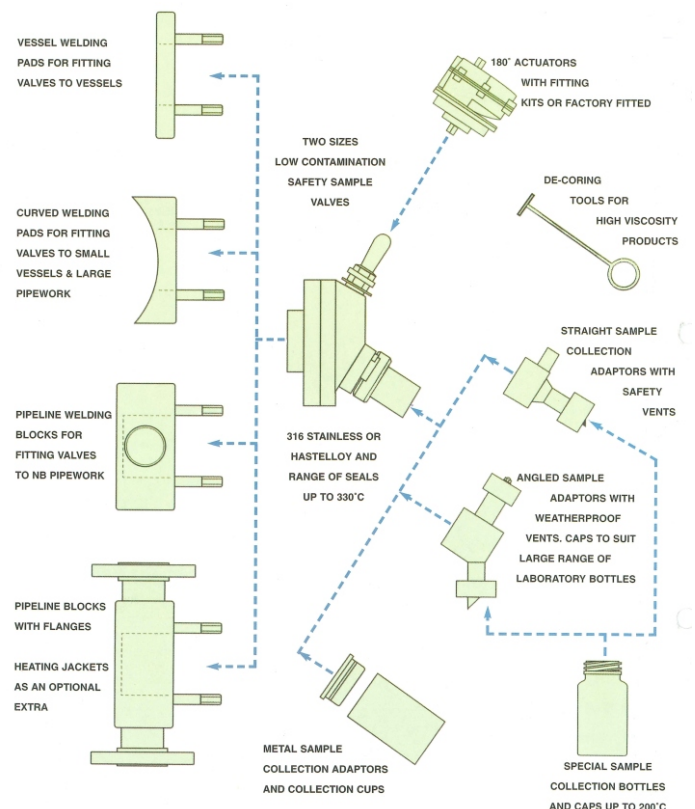 VESSEL WELDING
PADS FOR FITTING
VALVES TO VESSELS
180° ACTUATORS
WITH FITTING
KITS OR FACTORY FITTED
TWO SIZES
LOW CONTAMINATION
SAFETY SAMPLE
VALVES
DE-CORING
TOOLS FOR
HIGH VISCOSITY
PRODUCTS
CURVED WELDING
PADS FOR FITTING
VALVES TO SMALL
VESSELS & LARGE
PIPEWORK
STRAIGHT SAMPLE
COLLECTION
ADAPTORS WITH
SAFETY
VENTS
PIPELINE WELDING
BLOCKS FOR
FITTING VALVES
TO NB PIPEWORK
316 STAINLESS OR
HASTELLOY AND
RANGE OF SEALS
UP TO 330°C
ANGLED SAMPLE
ADAPTORS WITH
WEATHERPROOF
VENTS. CAPS TO SUIT
LARGE RANGE OF
LABORATORY BOTTLES
PIPELINE BLOCKS
WITH FLANGES
HEATING JACKETS
AS AN OPTIONAL
EXTRA
METAL SAMPLE
COLLECTION ADAPTORS
AND COLLECTION CUPS
SPECIAL SAMPLE
COLLECTION BOTTLES
AND CAPS UP TO 200°C